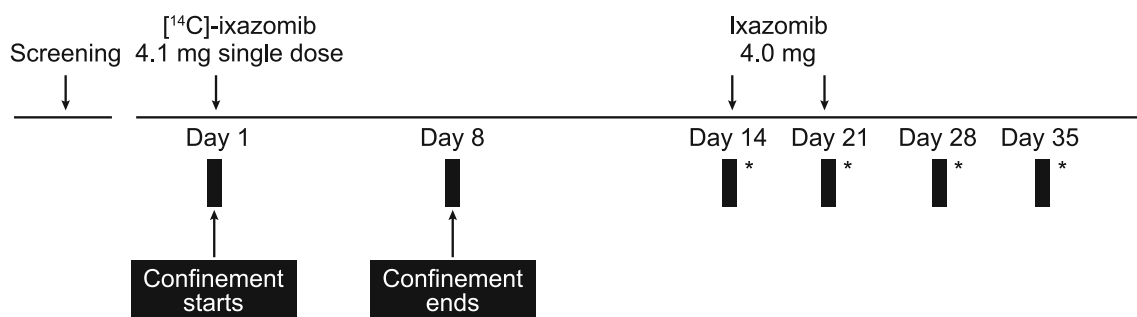 Screening
[¹⁴C]-ixazomib
4.1 mg single dose
Ixazomib
4.0 mg
Day 1
Day 8
Day 14
Day 21
Day 28
Day 35
*
*
*
*
Confinement
starts
Confinement
ends